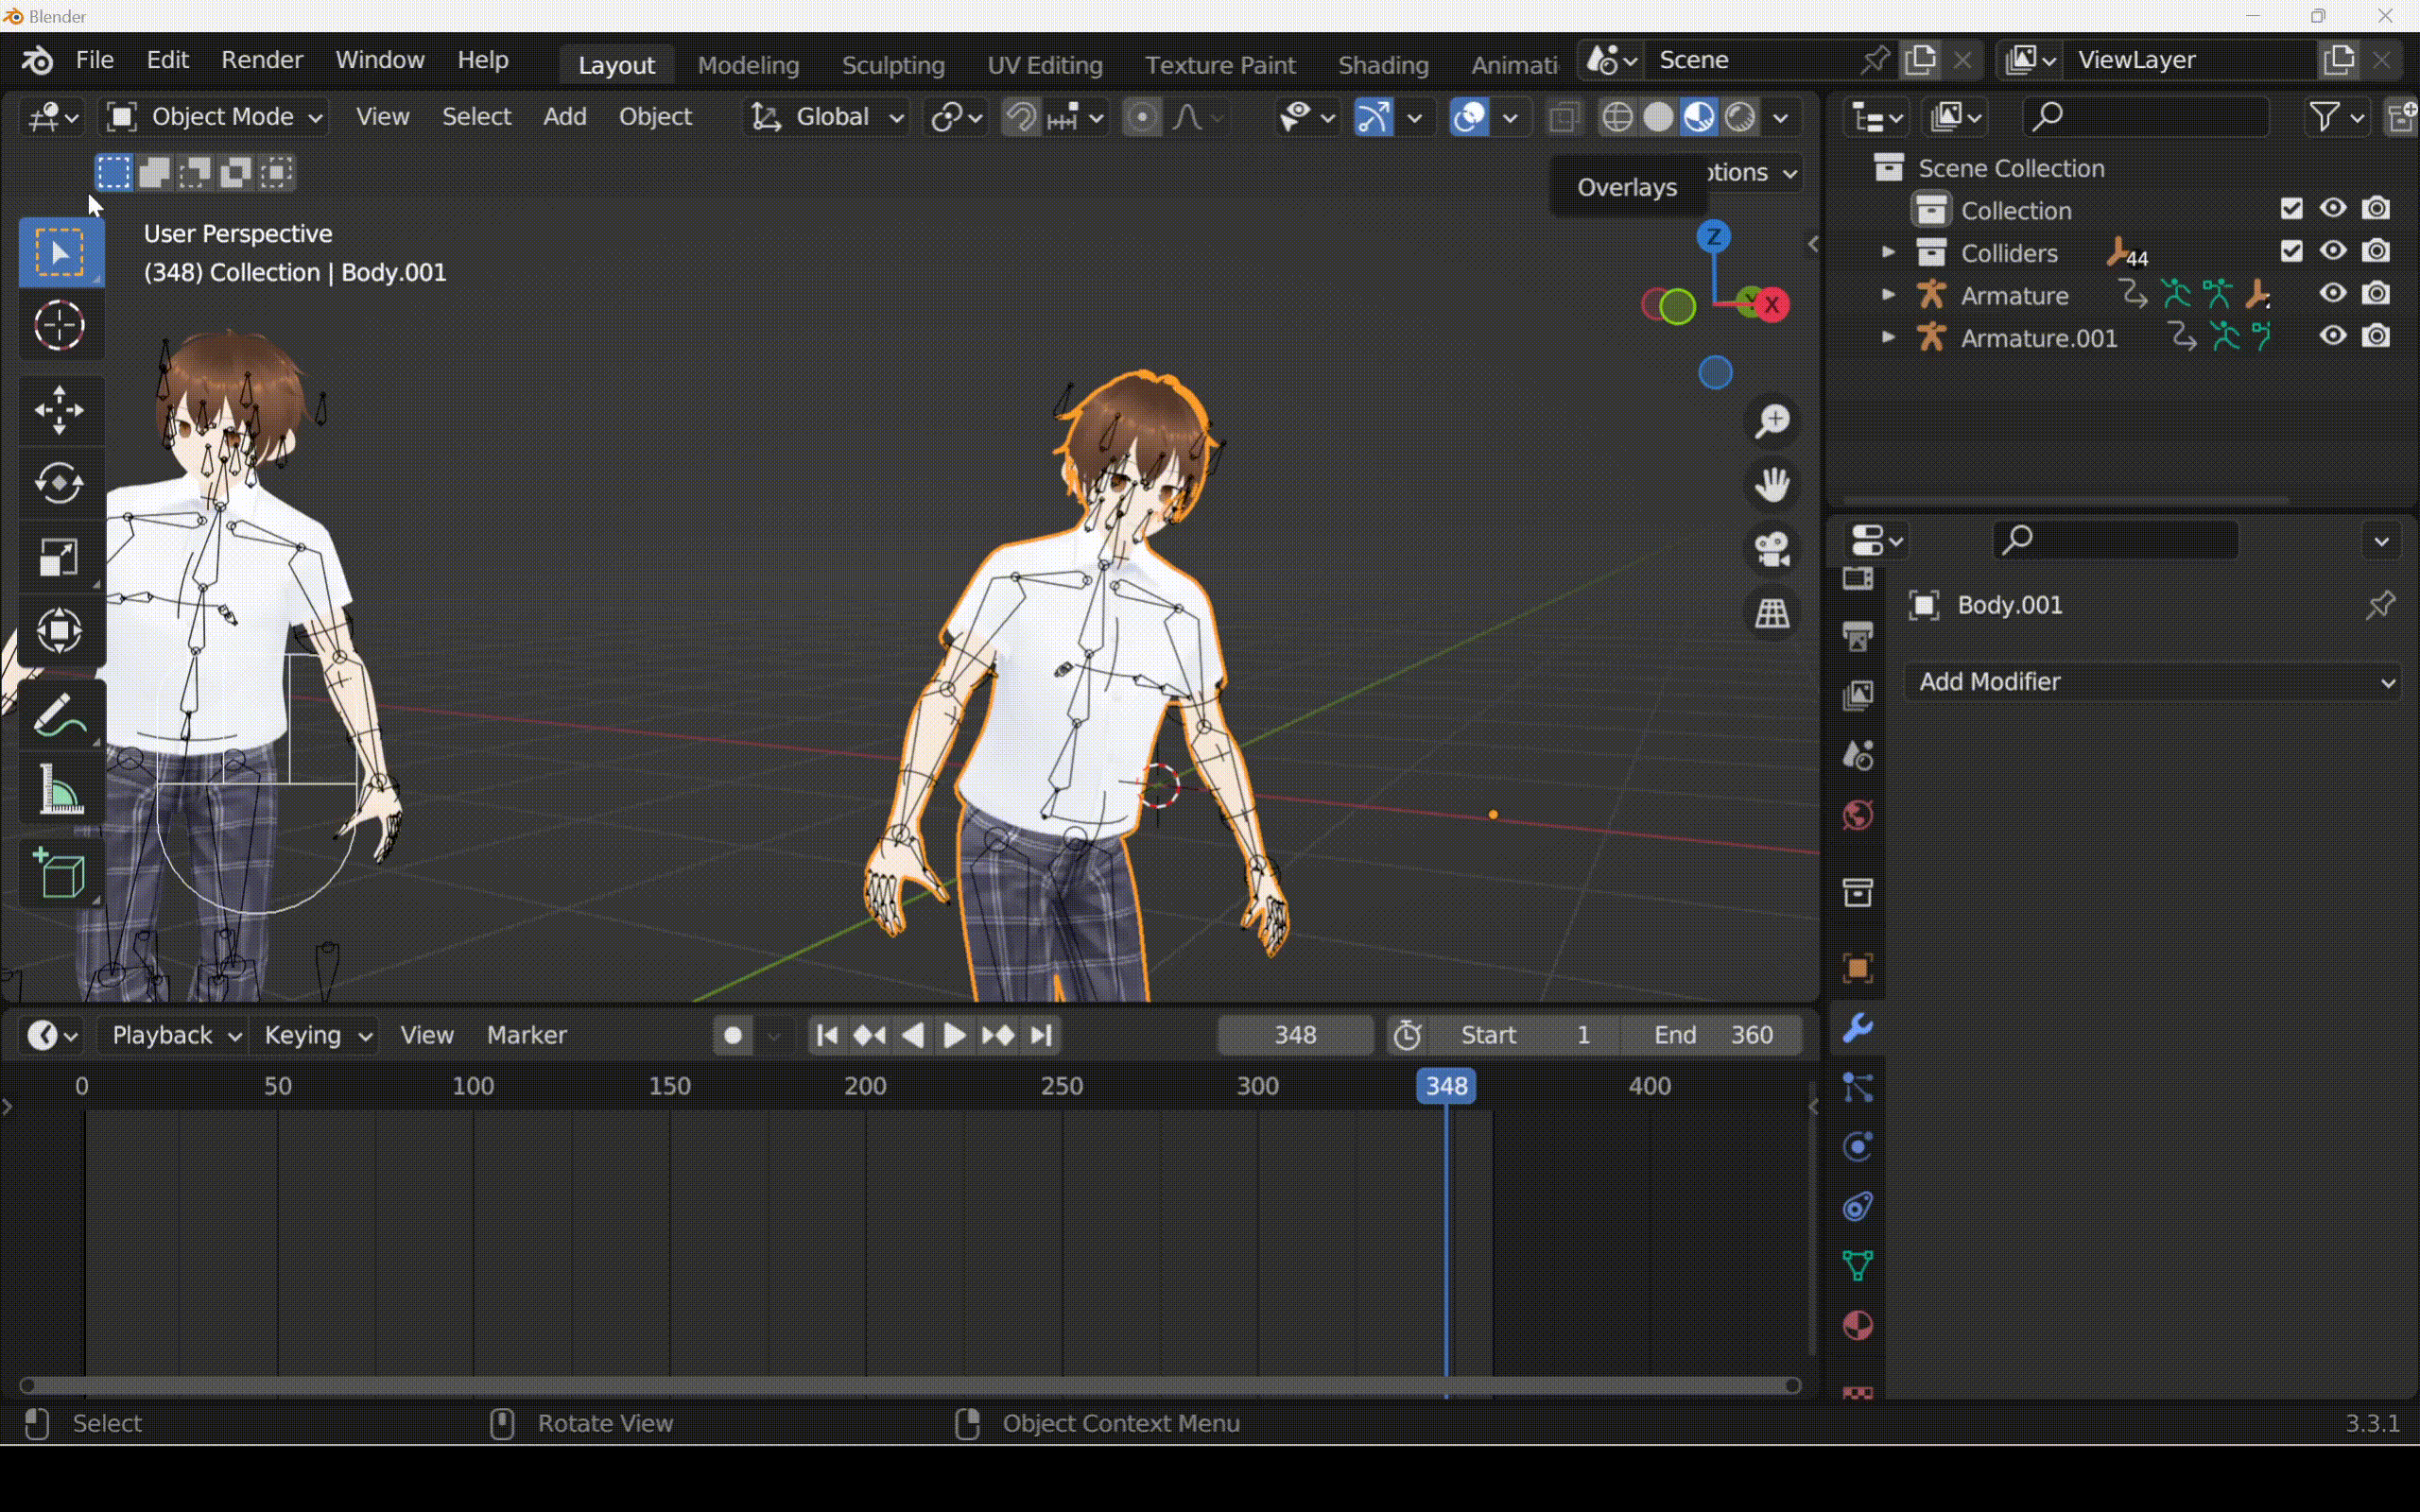 Blender
File Edit Render Window Help Layout Modeling Sculpting UV Editing Texture Paint Shading Animati Scene ViewLayer
Object Mode View Select Add Object Global
Overlays ptions
User Perspective
(348) Collection | Body.001
Z
Y X
Scene Collection
Collection
Colliders 44
Armature
Armature.001
Body.001
Add Modifier
Playback Keying View Marker 348 Start 1 End 360
0 50 100 150 200 250 300 348 400
Select Rotate View Object Context Menu 3.3.1